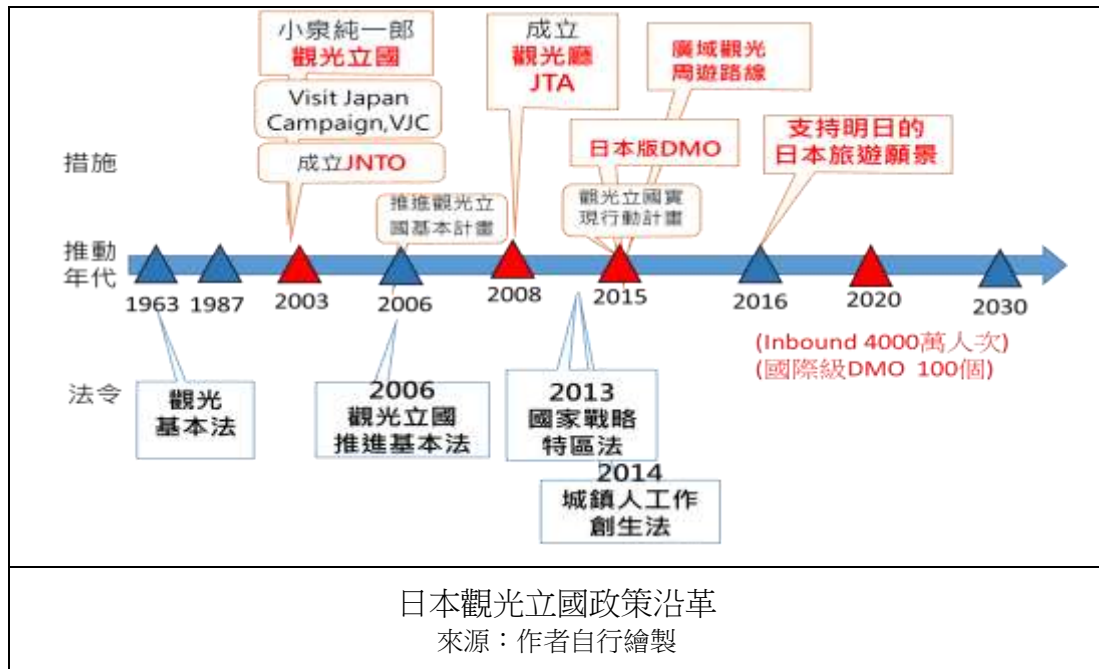 小泉純一郎
觀光立國
Visit Japan
Campaign,VJC
成立JNTO
推進觀光立
國基本計畫
成立
觀光廳
JTA
廣域觀光
周遊路線
日本版DMO
觀光立國實
現行動計畫
支持明日的
日本旅遊願景
措施
推動
年代
1963
1987
2003
2006
2008
2015
2016
2020
2030
(Inbound 4000萬人次)
(國際級DMO 100個)
法令
觀光
基本法
2006
觀光立國
推進基本法
2013
國家戰略
特區法
2014
城鎮人工作
創生法
日本觀光立國政策沿革
來源：作者自行繪製